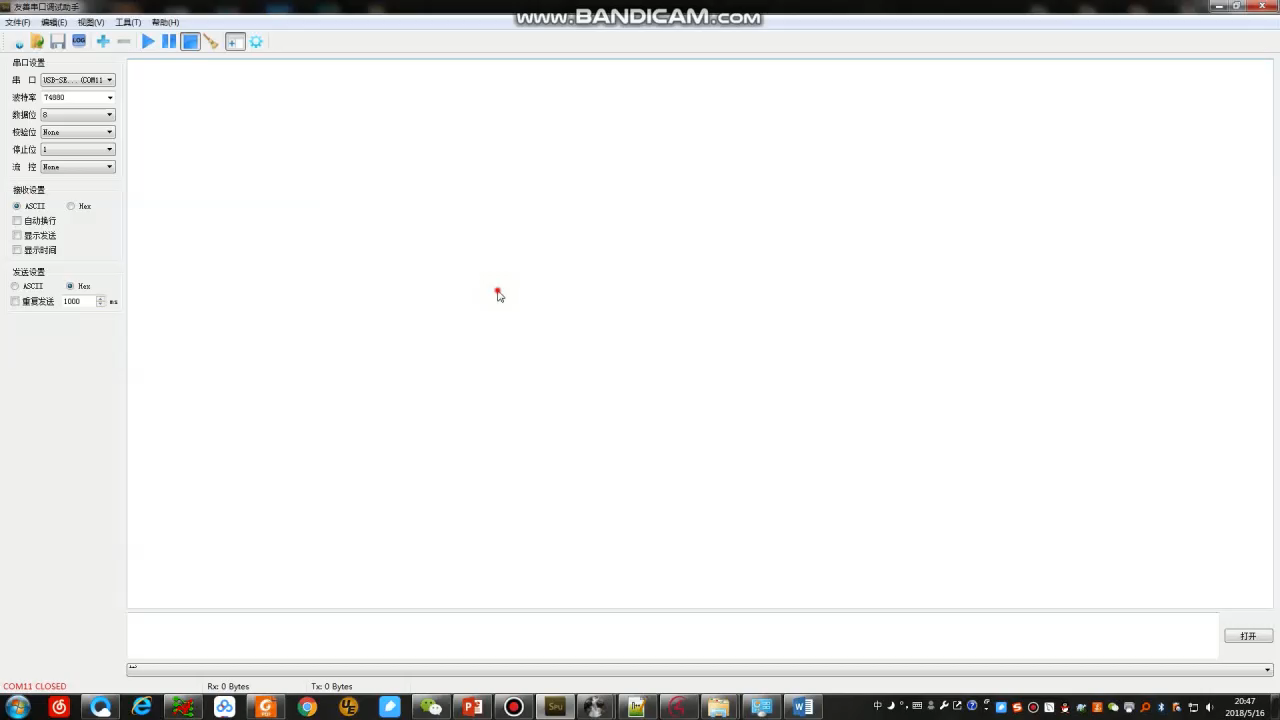 友善串口调试助手
www.BANDICAM.com
文件(F) 编辑(E) 视图(V) 工具(T) 帮助(H)
LOG
串口设置
串 口 USB-SE...(COM11
波特率 74880
数据位 8
校验位 None
停止位 1
流 控 None
接收设置
ASCII Hex
自动换行
显示发送
显示时间
发送设置
ASCII Hex
重复发送 1000 ms
打开
COM11 CLOSED Rx: 0 Bytes Tx: 0 Bytes
UE Spu 中 20:47
2018/5/16